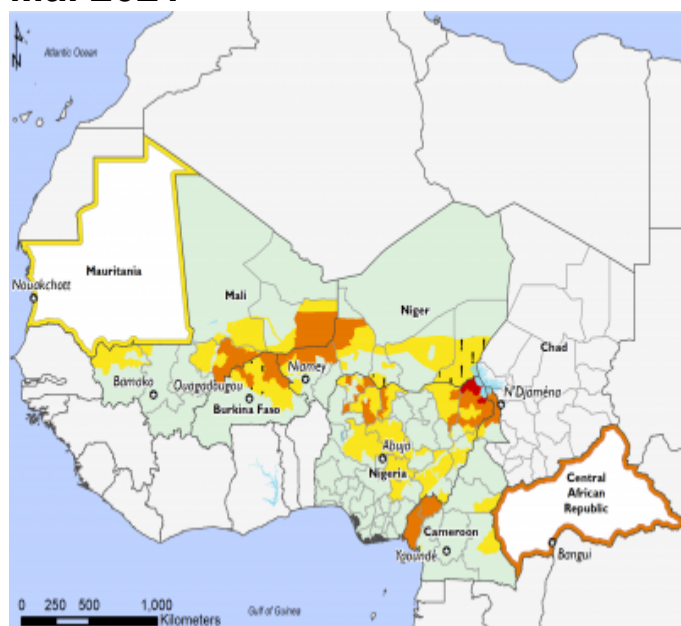 Atlantic Ocean
N
Mauritania
Nouakchott
Mali
Niger
Chad
Niamey
Bamako
Ouagadougou
Burkina Faso
N'Djaména
Abuja
Nigeria
Central
African
Republic
Cameroon
Yaoundé
Bangui
0 250 500 1,000
Kilometers
Gulf of Guinea